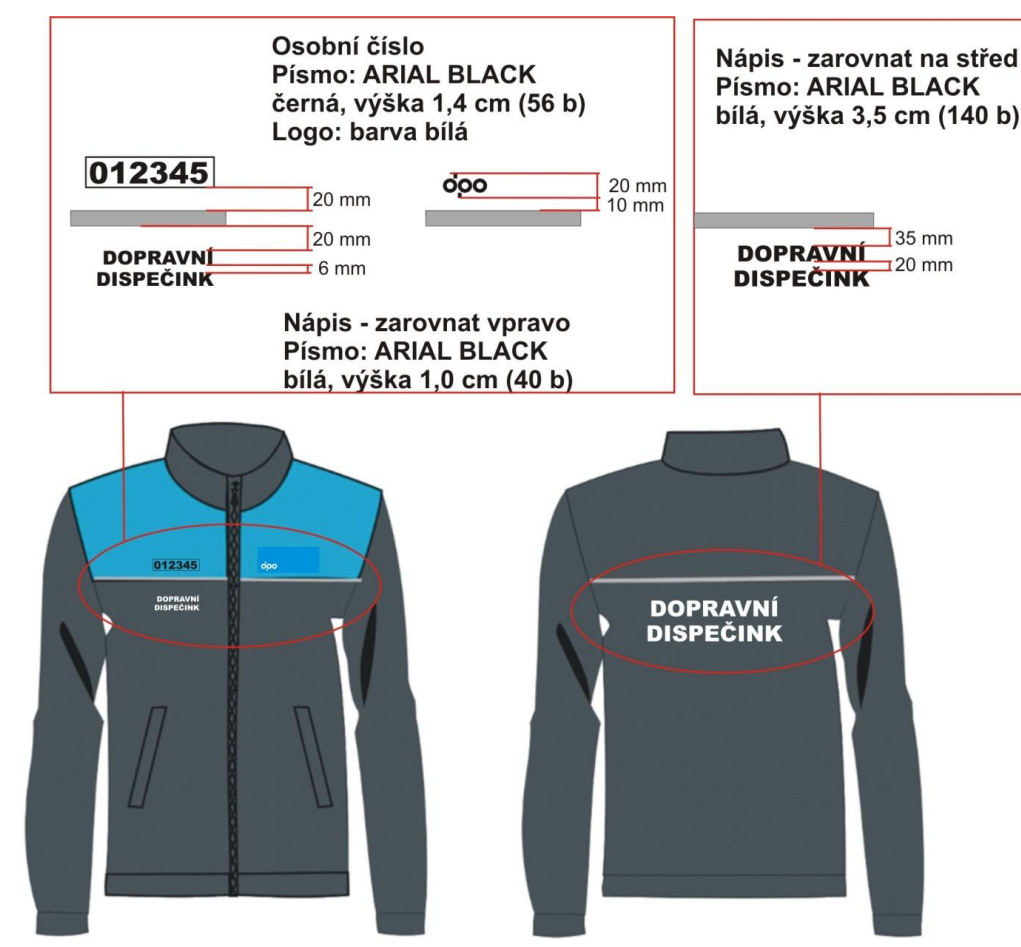 Osobní číslo
Písmo: ARIAL BLACK
černá, výška 1,4 cm (56 b)
Logo: barva bílá
012345
20 mm
20 mm
DOPRAVNÍ
DISPEČINK
6 mm
dpo
20 mm
10 mm
Nápis - zarovnat vpravo
Písmo: ARIAL BLACK
bílá, výška 1,0 cm (40 b)
Nápis - zarovnat na střed
Písmo: ARIAL BLACK
bílá, výška 3,5 cm (140 b)
35 mm
DOPRAVNÍ
DISPEČINK
20 mm
012345
dpo
DOPRAVNÍ
DISPEČINK
DOPRAVNÍ
DISPEČINK